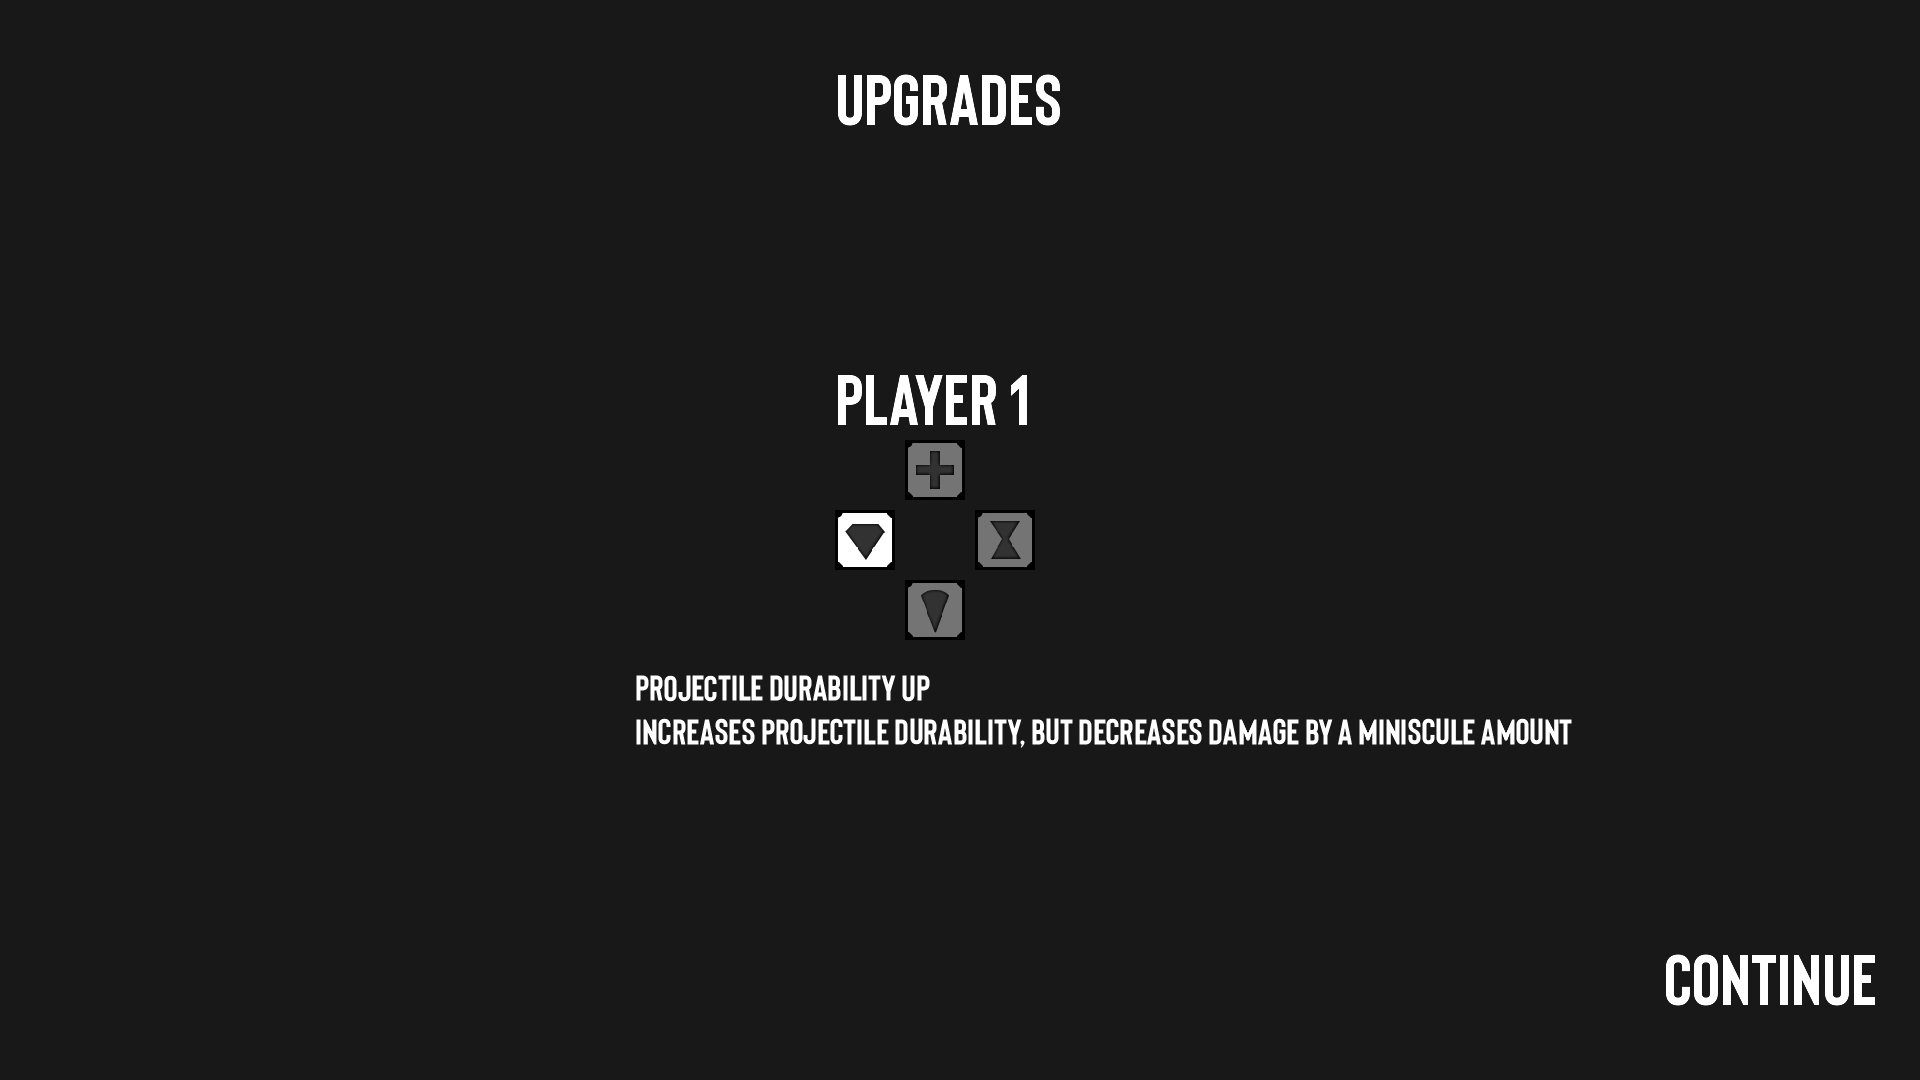 UPGRADES
PLAYER 1
PROJECTILE DURABILITY UP
INCREASES PROJECTILE DURABILITY, BUT DECREASES DAMAGE BY A MINISCULE AMOUNT
CONTINUE